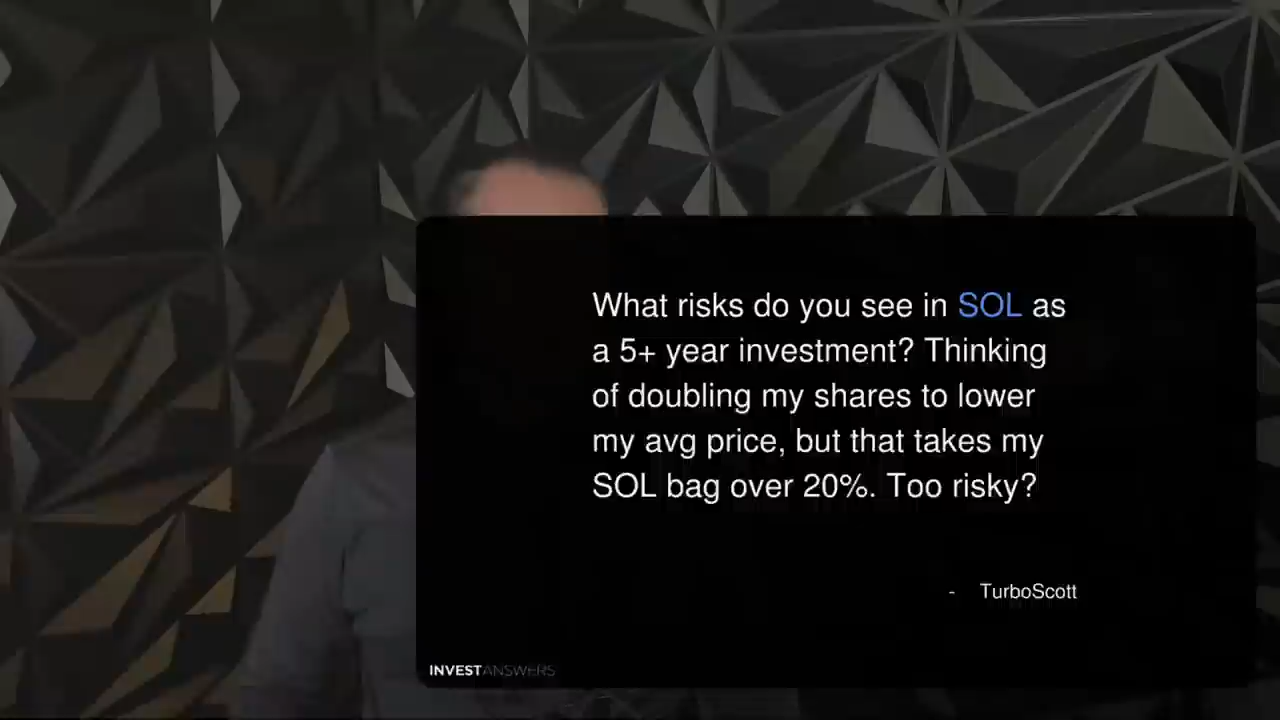 What risks do you see in SOL as
a 5+ year investment? Thinking
of doubling my shares to lower
my avg price, but that takes my
SOL bag over 20%. Too risky?
- TurboScott
INVESTANSWERS